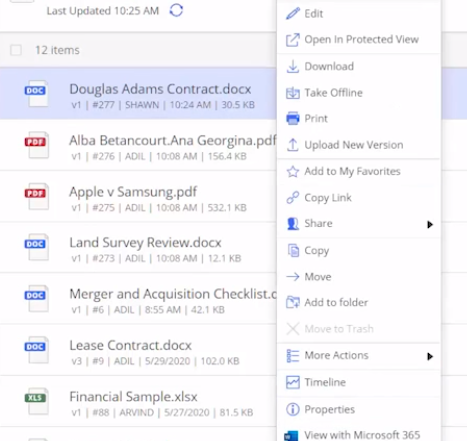 Last Updated 10:25 AM
12 items
DOC
Douglas Adams Contract.docx
v1 | #277 | SHAWN | 10:24 AM | 30.5 KB
PDF
Alba Betancourt.Ana Georgina.pdf
v1 | #276 | ADIL | 10:08 AM | 156.4 KB
PDF
Apple v Samsung.pdf
v1 | #275 | ADIL | 10:08 AM | 532.1 KB
DOC
Land Survey Review.docx
v1 | #273 | ADIL | 10:08 AM | 12.1 KB
DOC
Merger and Acquisition Checklist.c
v1 | #6 | ADIL | 8:55 AM | 42.1 KB
DOC
Lease Contract.docx
v3 | #9 | ADIL | 5/29/2020 | 102.0 KB
XLS
Financial Sample.xlsx
v1 | #88 | ARVIND | 5/27/2020 | 81.5 KB
Edit
Open In Protected View
Download
Take Offline
Print
Upload New Version
Add to My Favorites
Copy Link
Share
Copy
Move
Add to folder
Move to Trash
More Actions
Timeline
Properties
View with Microsoft 365